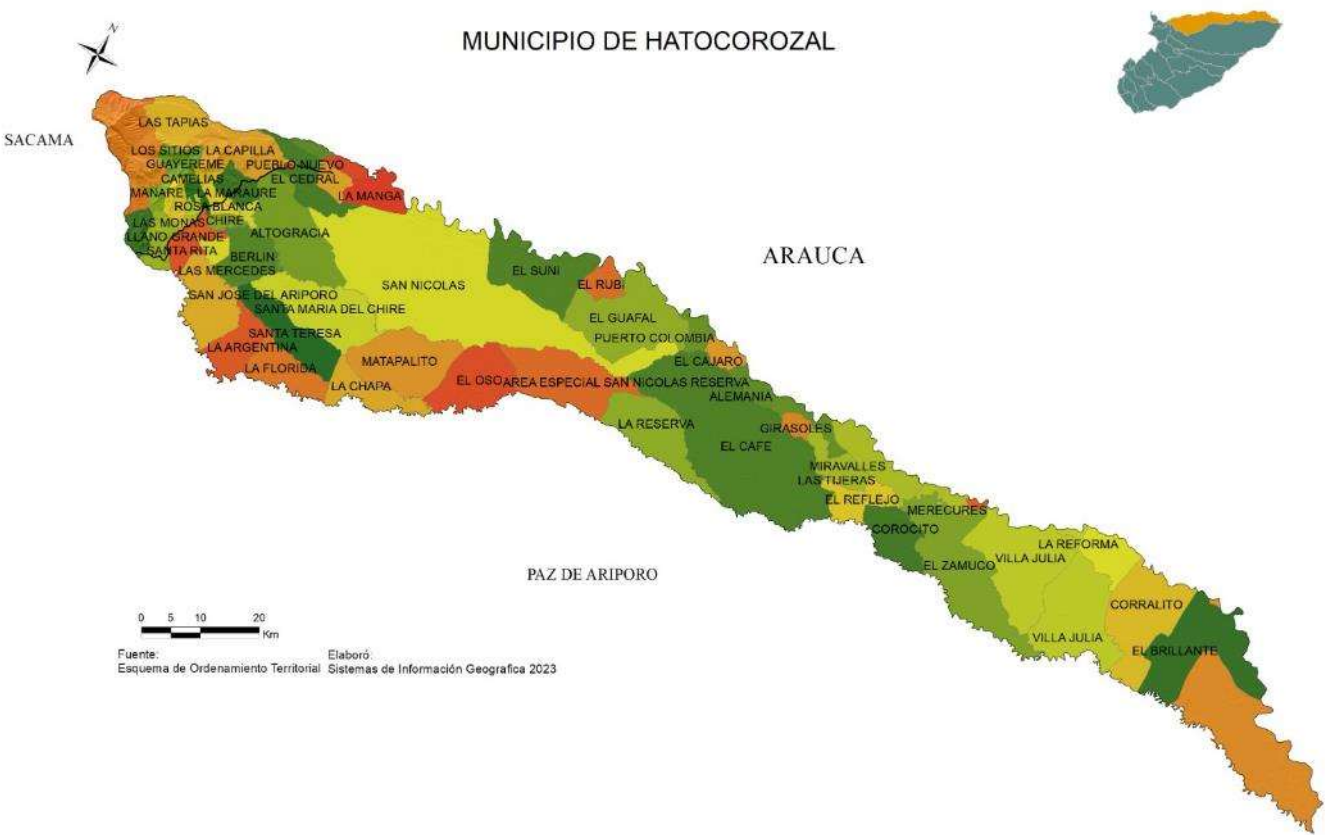 N
MUNICIPIO DE HATOCOROZAL
SACAMA
LAS TAPIAS
LOS SITIOS
LA CAPILLA
GUAYEREME
PUEBLO NUEVO
CAMELIAS
EL CEDRAL
MANARE
LA MARAURE
LA MANGA
ROSA BLANCA
LAS MONAS
CHIRE
LLANO GRANDE
ALTOGRACIA
SANTA RITA
BERLIN
ARAUCA
LAS MERCEDES
EL SUNI
SAN NICOLAS
EL RUBI
SAN JOSE DEL ARIPORO
SANTA MARIA DEL CHIRE
EL GUAFAL
SANTA TERESA
PUERTO COLOMBIA
LA ARGENTINA
MATAPALITO
EL CAJARO
LA FLORIDA
LA CHAPA
EL OSO
AREA ESPECIAL SAN NICOLAS RESERVA
ALEMANIA
LA RESERVA
GIRASOLES
EL CAFE
MIRAVALLES
LAS TIJERAS
EL REFLEJO
MERECURES
COROCITO
LA REFORMA
VILLA JULIA
EL ZAMUCO
PAZ DE ARIPORO
CORRALITO
VILLA JULIA
EL BRILLANTE
0 5 10 20
Km
Fuente:
Esquema de Ordenamiento Territorial
Elaboró:
Sistemas de Información Geografica 2023